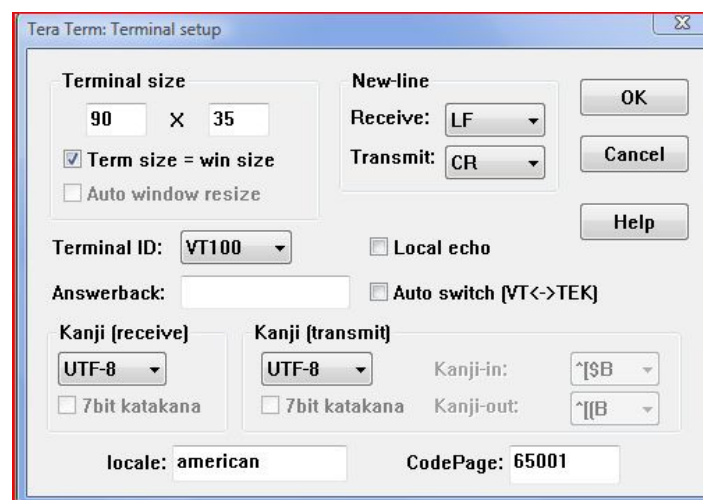 Tera Term: Terminal setup
Terminal size
90 X 35
Term size = win size
Auto window resize
New-line
Receive: LF
Transmit: CR
OK
Cancel
Help
Terminal ID: VT100
Local echo
Answerback:
Auto switch (VT<->TEK)
Kanji (receive)
UTF-8
7bit katakana
Kanji (transmit)
UTF-8
7bit katakana
Kanji-in: ^[$B
Kanji-out: ^[(B
locale: american
CodePage: 65001